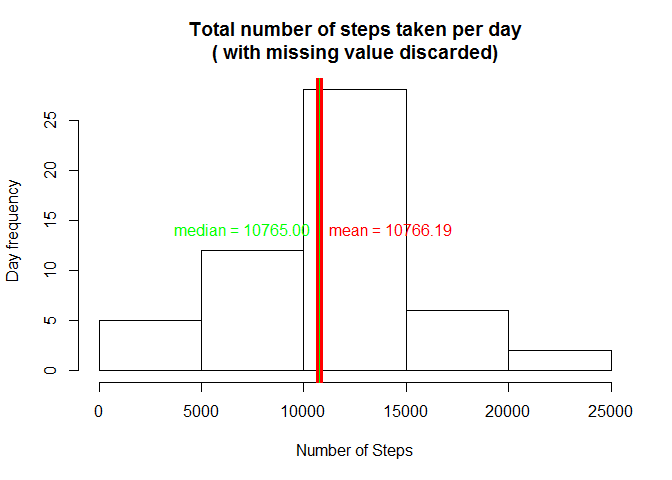 Total number of steps taken per day
( with missing value discarded)
Day frequency
25
20
15
10
5
0
median = 10765.00
mean = 10766.19
0 5000 10000 15000 20000 25000
Number of Steps